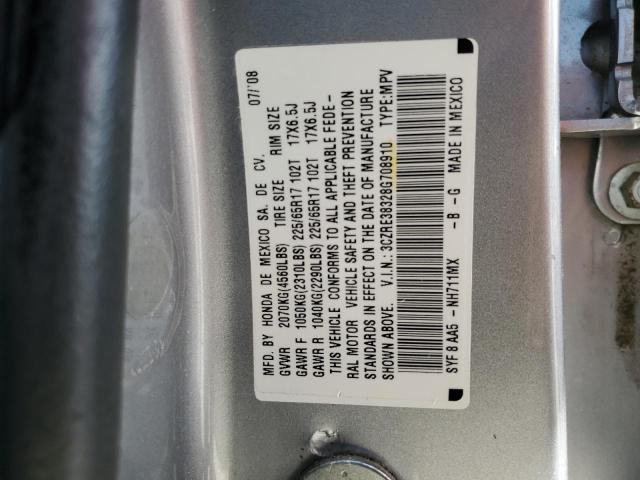 MFD. BY HONDA DE MEXICO SA. DE CV. 07/'08
GVWR 2070KG(4560LBS) TIRE SIZE RIM SIZE
GAWR F 1050KG(2310LBS) 225/65R17 102T 17X6.5J
GAWR R 1040KG(2290LBS) 225/65R17 102T 17X6.5J
THIS VEHICLE CONFORMS TO ALL APPLICABLE FEDE-
RAL MOTOR VEHICLE SAFETY AND THEFT PREVENTION
STANDARDS IN EFFECT ON THE DATE OF MANUFACTURE
SHOWN ABOVE. V.I.N.: 3CZRE38328G708910 TYPE:MPV
SYF 8 AA5 -NH711MX -B -G MADE IN MEXICO